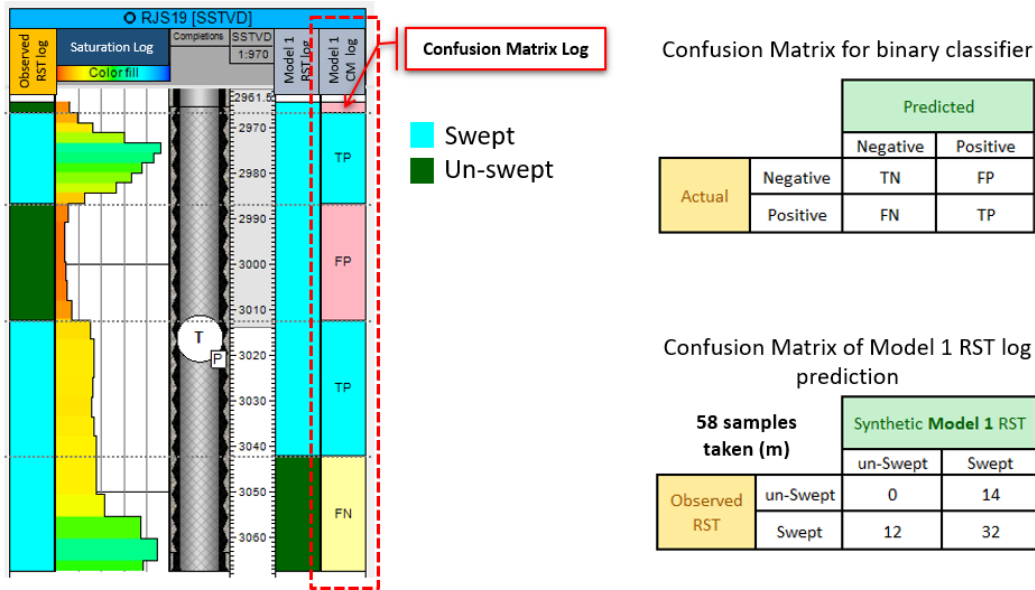 RJS19 [SSTVD]
Observed
RST log
Saturation Log
Color fill
Completions
SSTVD
1:970
Model 1
RST log
Model 1
CM log
2961.5
2970
2980
2990
3000
3010
3020
3030
3040
3050
3060
T
P
TP
FP
TP
FN
Confusion Matrix Log
Swept
Un-swept
Confusion Matrix for binary classifier
Predicted
Negative Positive
Actual
Negative TN FP
Positive FN TP
Confusion Matrix of Model 1 RST log
prediction
58 samples
taken (m)
Synthetic Model 1 RST
un-Swept Swept
Observed
RST
un-Swept 0 14
Swept 12 32